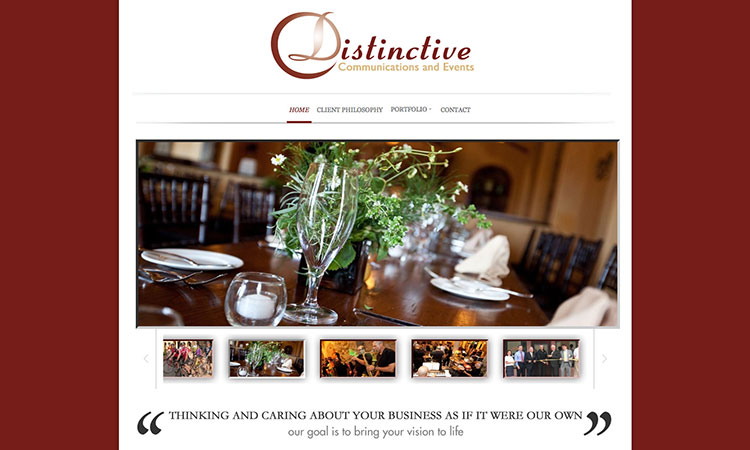 Distinctive
Communications and Events
HOME CLIENT PHILOSOPHY PORTFOLIO CONTACT
“ THINKING AND CARING ABOUT YOUR BUSINESS AS IF IT WERE OUR OWN ”
our goal is to bring your vision to life